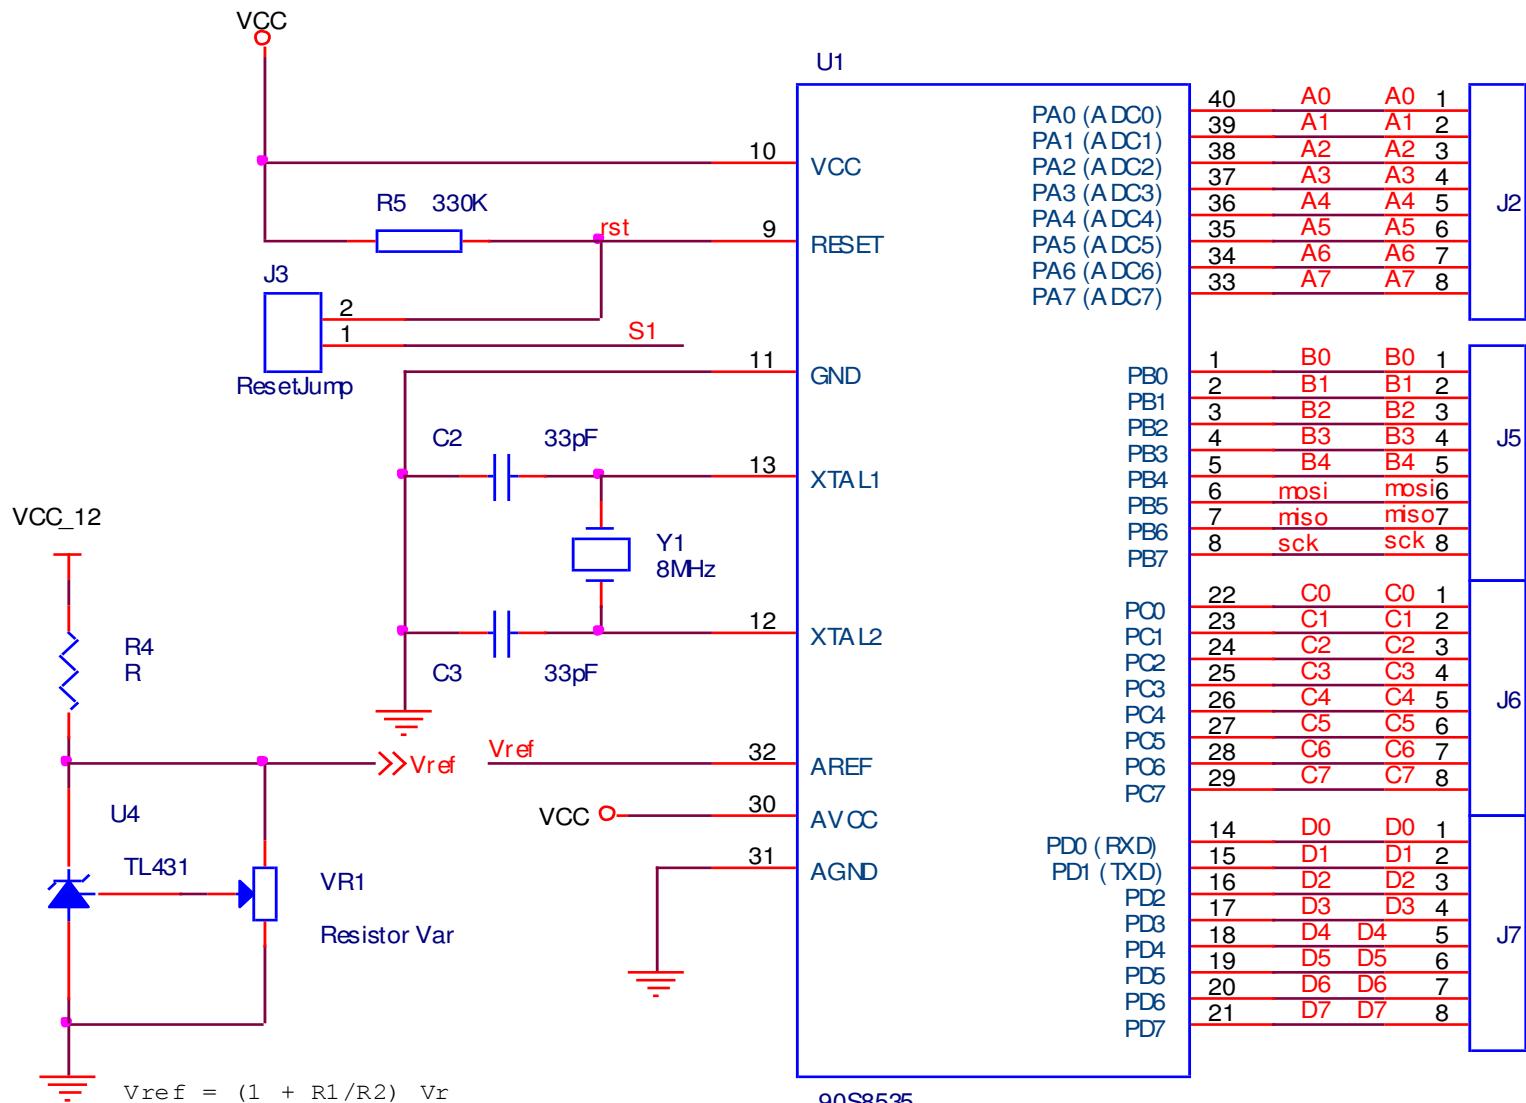 VCC
U1
10 VCC
R5 330K
rst
9 RESET
J3
2
1
S1
ResetJump
11 GND
C2 33pF
13 XTAL1
Y1
8MHz
12 XTAL2
C3 33pF
VCC_12
R4
R
Vref
Vref
32 AREF
VCC
30 AVCC
31 AGND
U4
TL431
VR1
Resistor Var
Vref = (1 + R1/R2) Vr
PA0 (ADC0) 40 A0 A0 1
PA1 (ADC1) 39 A1 A1 2
PA2 (ADC2) 38 A2 A2 3
PA3 (ADC3) 37 A3 A3 4
PA4 (ADC4) 36 A4 A4 5
PA5 (ADC5) 35 A5 A5 6
PA6 (ADC6) 34 A6 A6 7
PA7 (ADC7) 33 A7 A7 8
J2
PB0 1 B0 B0 1
PB1 2 B1 B1 2
PB2 3 B2 B2 3
PB3 4 B3 B3 4
PB4 5 B4 B4 5
PB5 6 mosi mosi 6
PB6 7 miso miso 7
PB7 8 sck sck 8
J5
PC0 22 C0 C0 1
PC1 23 C1 C1 2
PC2 24 C2 C2 3
PC3 25 C3 C3 4
PC4 26 C4 C4 5
PC5 27 C5 C5 6
PC6 28 C6 C6 7
PC7 29 C7 C7 8
J6
PD0 (RXD) 14 D0 D0 1
PD1 (TXD) 15 D1 D1 2
PD2 16 D2 D2 3
PD3 17 D3 D3 4
PD4 18 D4 D4 5
PD5 19 D5 D5 6
PD6 20 D6 D6 7
PD7 21 D7 D7 8
J7
90S8535